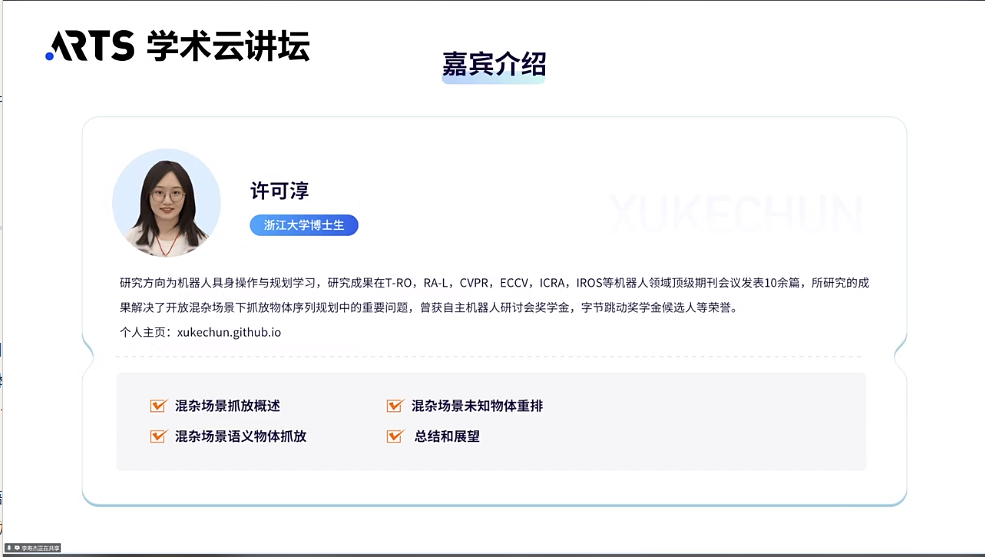 ARTS 学术云讲坛
嘉宾介绍
许可淳
浙江大学博士生
XUKECHUN
研究方向为机器人具身操作与规划学习，研究成果在T-RO，RA-L，CVPR，ECCV，ICRA，IROS等机器人领域顶级期刊会议发表10余篇，所研究的成
果解决了开放混杂场景下抓放物体序列规划中的重要问题，曾获自主机器人研讨会奖学金，字节跳动奖学金候选人等荣誉。
个人主页：xukechun.github.io
混杂场景抓放概述
混杂场景未知物体重排
混杂场景语义物体抓放
总结和展望